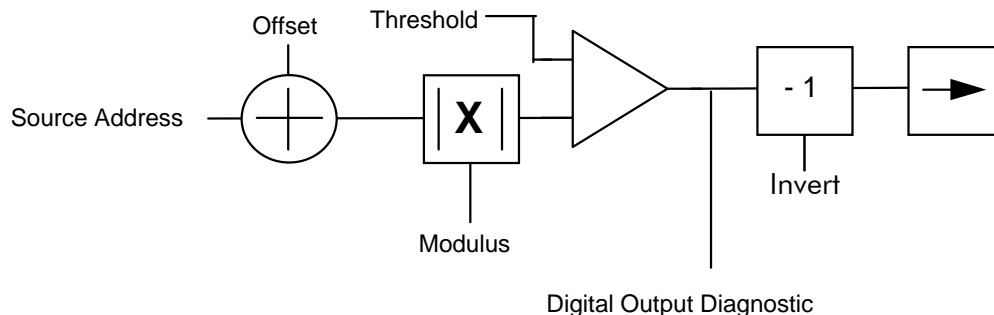 Offset
Threshold
Source Address
|X|
- 1
Modulus
Invert
Digital Output Diagnostic